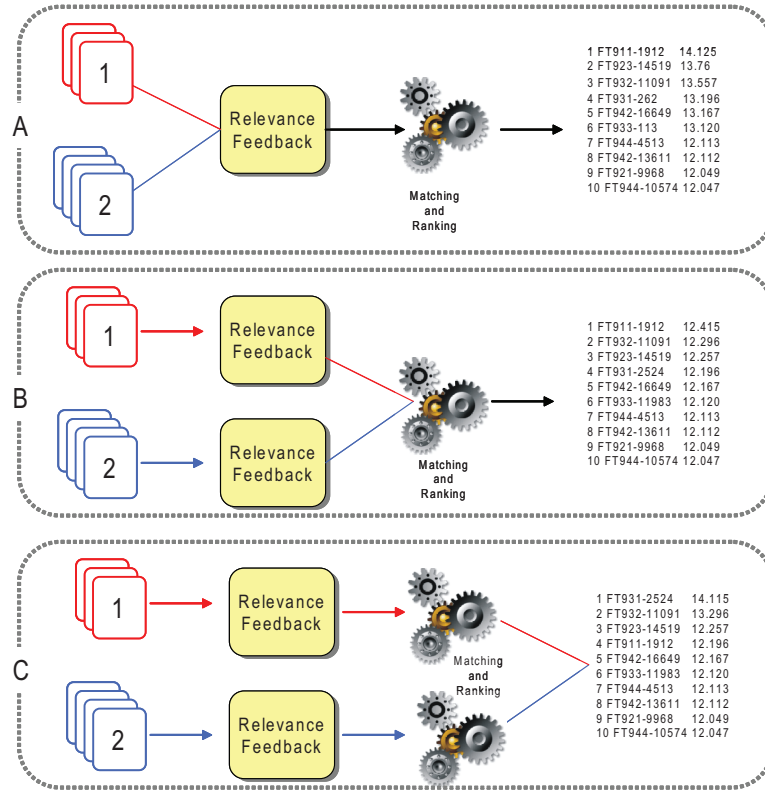 A
1
2
Relevance
Feedback
Matching
and
Ranking
1 FT911-1912 14.125
2 FT923-14519 13.76
3 FT932-11091 13.557
4 FT931-262 13.196
5 FT942-16649 13.167
6 FT933-113 13.120
7 FT944-4513 12.113
8 FT942-13611 12.112
9 FT921-9968 12.049
10 FT944-10574 12.047
B
1
Relevance
Feedback
2
Relevance
Feedback
Matching
and
Ranking
1 FT911-1912 12.415
2 FT932-11091 12.296
3 FT923-14519 12.257
4 FT931-2524 12.196
5 FT942-16649 12.167
6 FT933-11983 12.120
7 FT944-4513 12.113
8 FT942-13611 12.112
9 FT921-9968 12.049
10 FT944-10574 12.047
C
1
Relevance
Feedback
2
Relevance
Feedback
Matching
and
Ranking
1 FT931-2524 14.115
2 FT932-11091 13.296
3 FT923-14519 12.257
4 FT911-1912 12.196
5 FT942-16649 12.167
6 FT933-11983 12.120
7 FT944-4513 12.113
8 FT942-13611 12.112
9 FT921-9968 12.049
10 FT944-10574 12.047